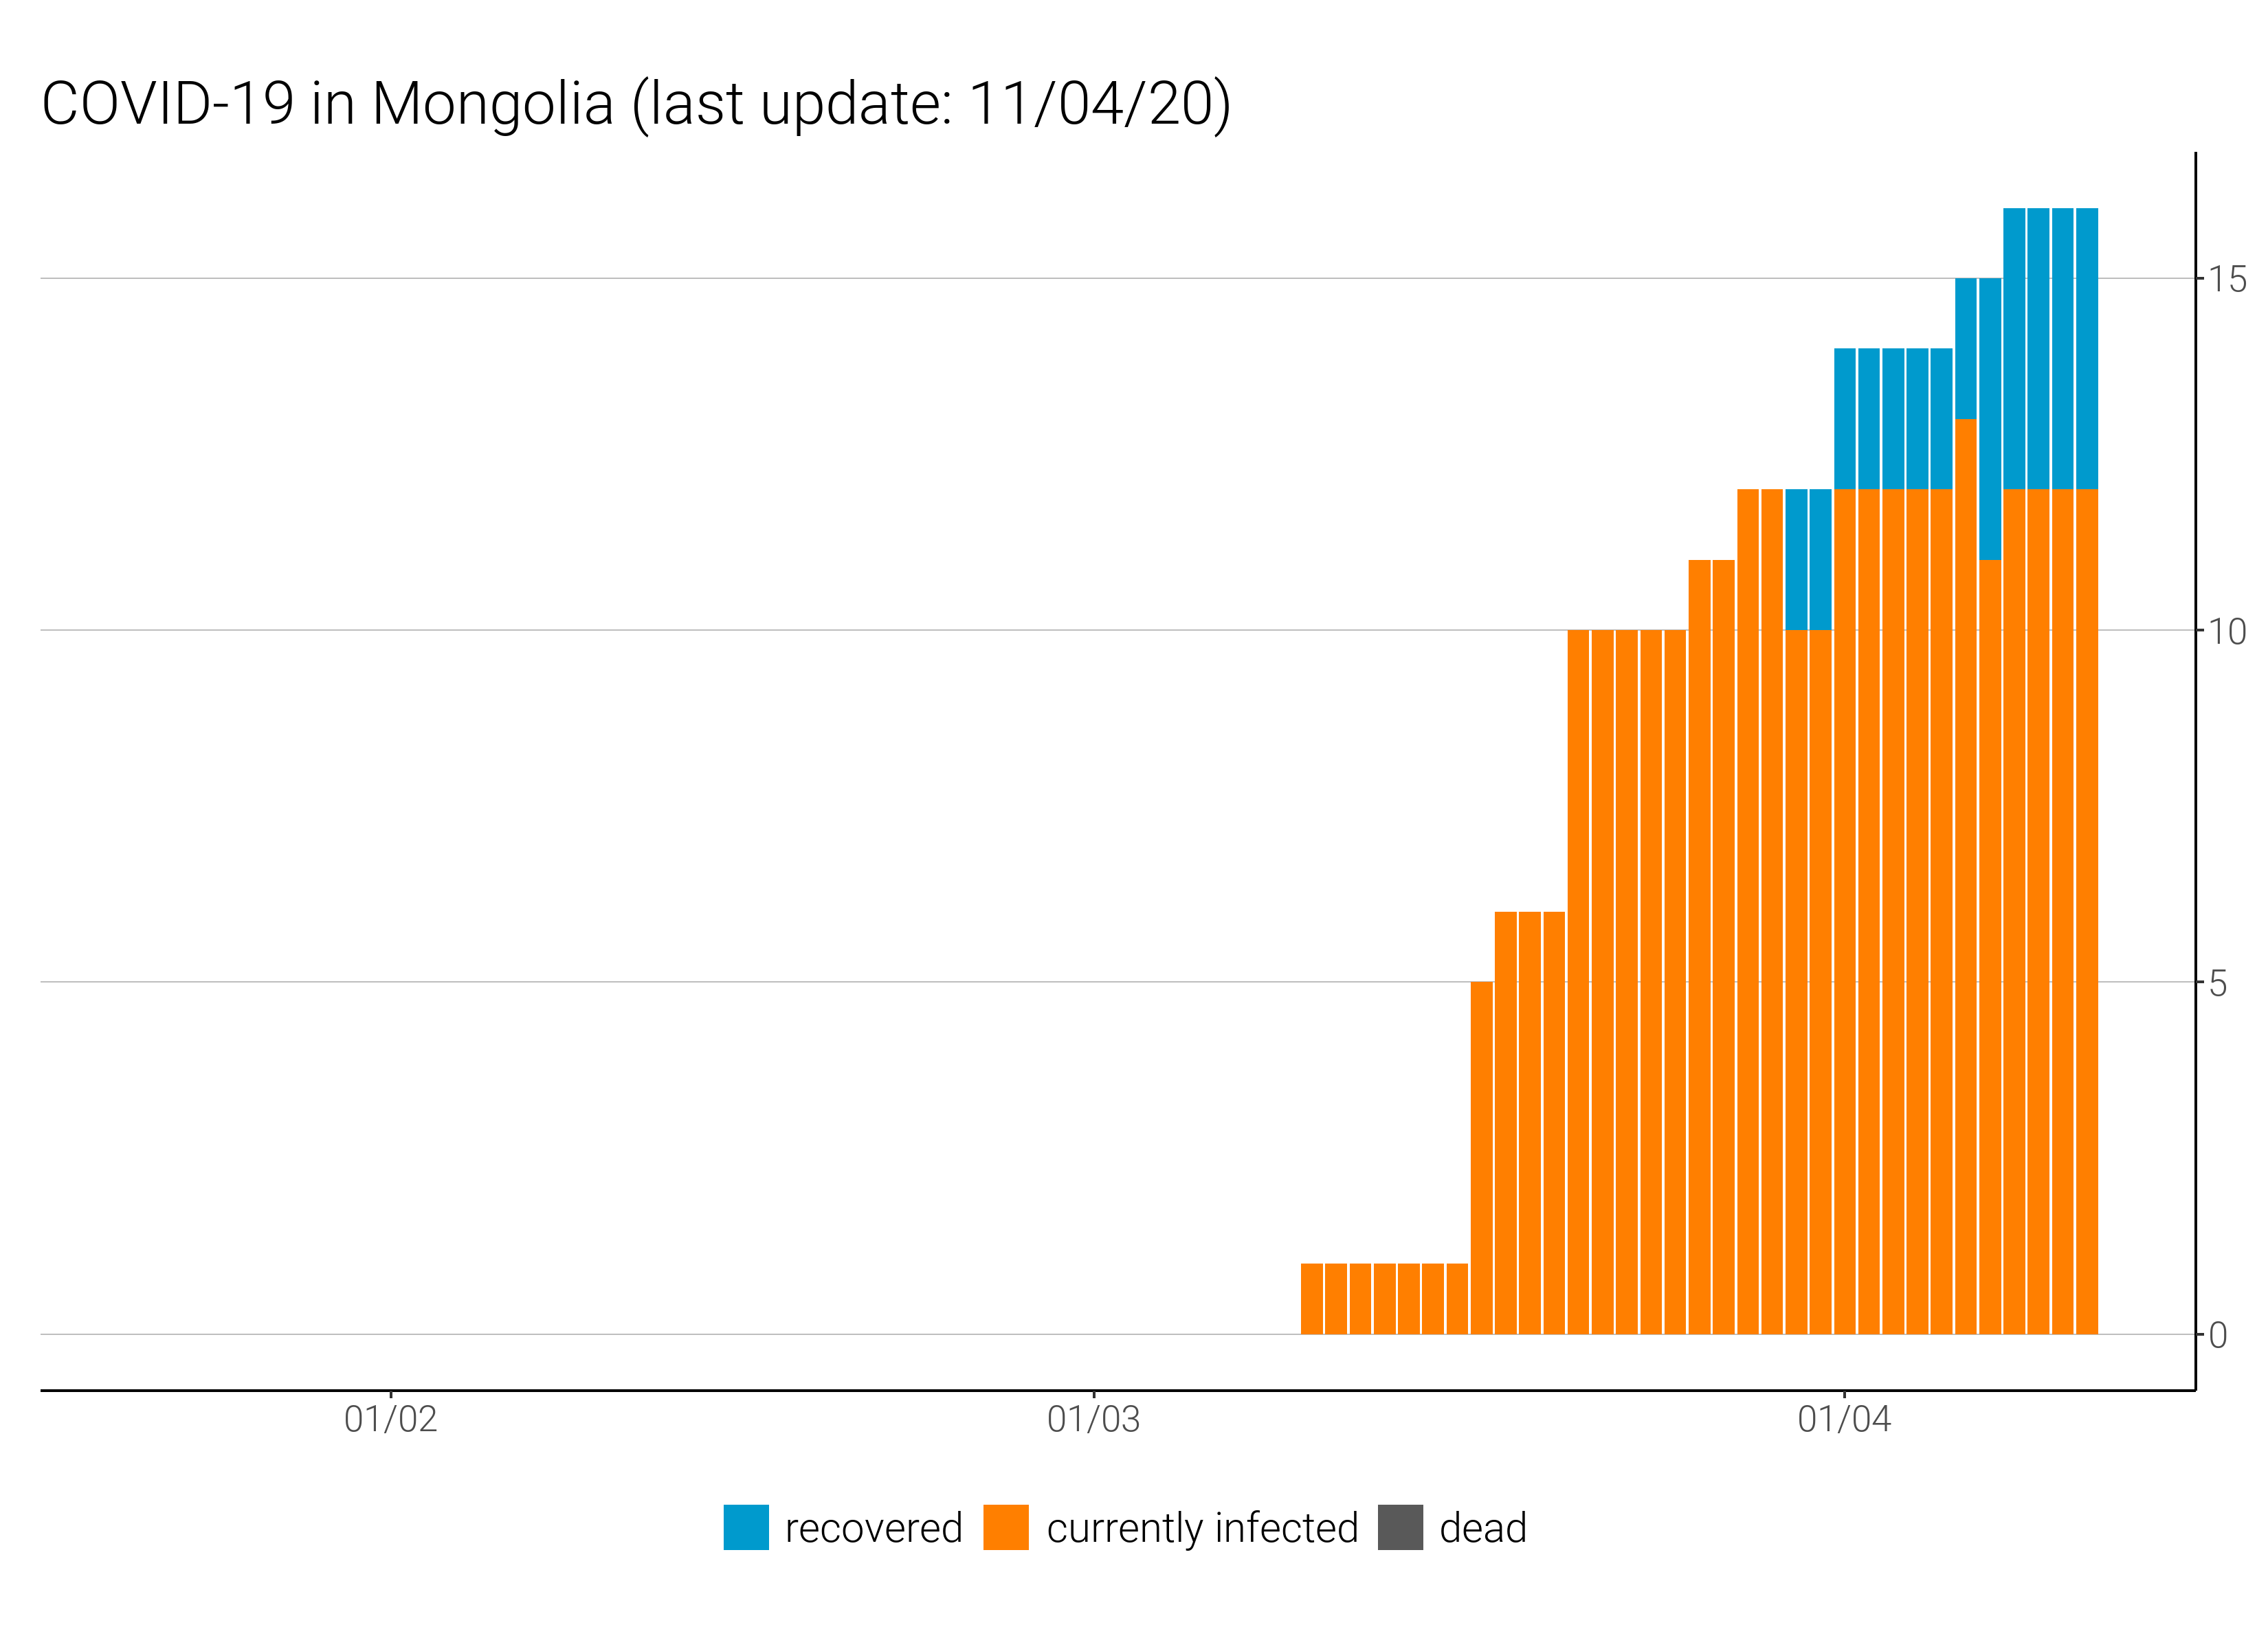 COVID-19 in Mongolia (last update: 11/04/20)
15
10
5
0
01/02 01/03 01/04
recovered currently infected dead